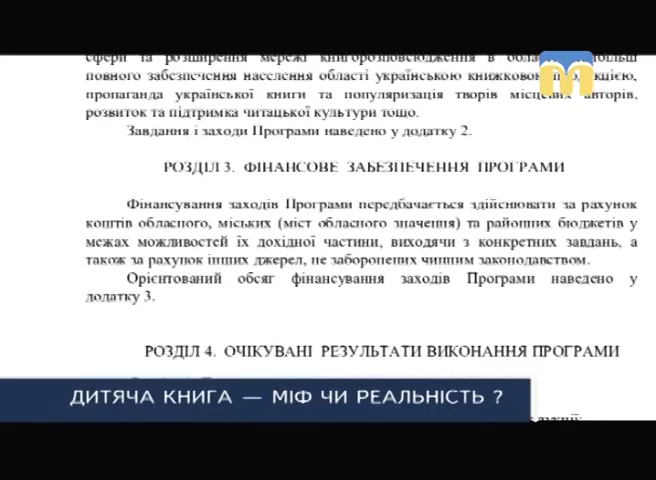 сфери та розширення мережі книгорозповсюдження в області,
повного забезпечення населення області українською книжковою продукцією,
пропаганда української книги та популяризація творів місцевих авторів,
розвиток та підтримка читацької культури тощо.
Завдання і заходи Програми наведено у додатку 2.
РОЗДІЛ 3. ФІНАНСОВЕ ЗАБЕЗПЕЧЕННЯ ПРОГРАМИ
Фінансування заходів Програми передбачається здійснювати за рахунок
коштів обласного, міських (міст обласного значення) та районних бюджетів у
межах можливостей їх дохідної частини, виходячи з конкретних завдань, а
також за рахунок інших джерел, не заборонених чинним законодавством.
Орієнтований обсяг фінансування заходів Програми наведено у
додатку 3.
РОЗДІЛ 4. ОЧІКУВАНІ РЕЗУЛЬТАТИ ВИКОНАННЯ ПРОГРАМИ
ДИТЯЧА КНИГА — МІФ ЧИ РЕАЛЬНІСТЬ ?